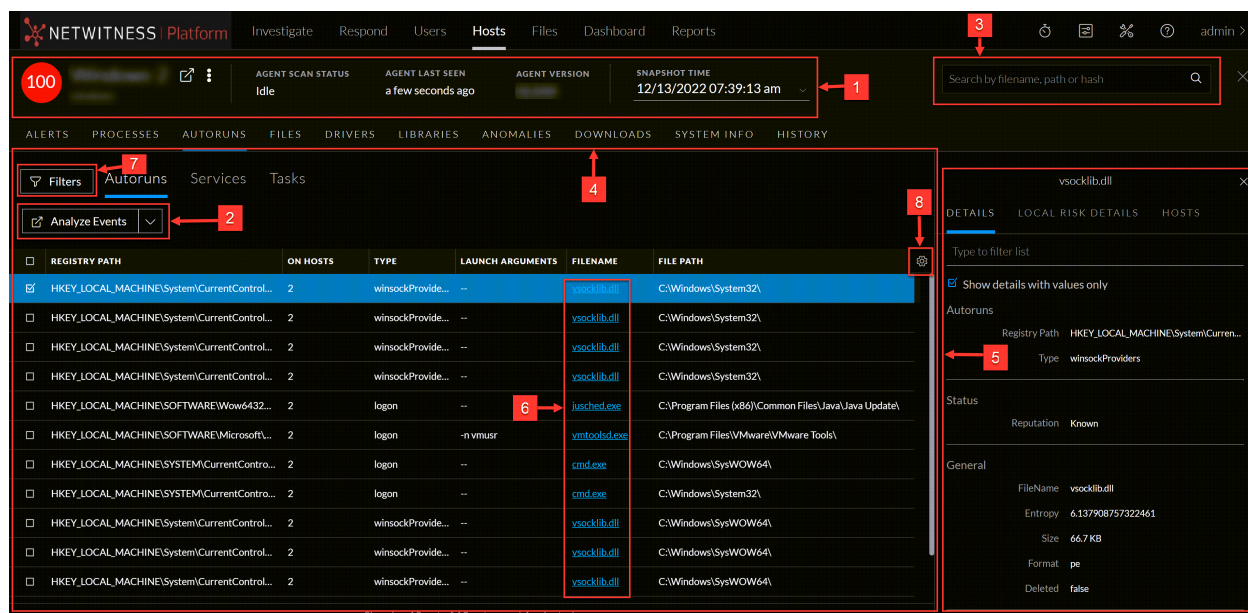 NETWITNESS Platform Investigate Respond Users Hosts Files Dashboard Reports admin
3
100 AGENT SCAN STATUS AGENT LAST SEEN AGENT VERSION SNAPSHOT TIME
Idle a few seconds ago 12/13/2022 07:39:13 am
1
Search by filename, path or hash
ALERTS PROCESSES AUTORUNS FILES DRIVERS LIBRARIES ANOMALIES DOWNLOADS SYSTEM INFO HISTORY
7
4
Filters Autoruns Services Tasks
Analyze Events
2
8
REGISTRY PATH ON HOSTS TYPE LAUNCH ARGUMENTS FILENAME FILE PATH
HKEY_LOCAL_MACHINE\System\CurrentControl... 2 winsockProvide... -- vsocklib.dll C:\Windows\System32\
HKEY_LOCAL_MACHINE\System\CurrentControl... 2 winsockProvide... -- vsocklib.dll C:\Windows\System32\
HKEY_LOCAL_MACHINE\System\CurrentControl... 2 winsockProvide... -- vsocklib.dll C:\Windows\System32\
HKEY_LOCAL_MACHINE\System\CurrentControl... 2 winsockProvide... -- vsocklib.dll C:\Windows\System32\
HKEY_LOCAL_MACHINE\SOFTWARE\Wow6432... 2 logon -- jusched.exe C:\Program Files (x86)\Common Files\Java\Java Update\
6
HKEY_LOCAL_MACHINE\SOFTWARE\Microsoft\... 2 logon -n vmusr vmtoolsd.exe C:\Program Files\VMware\VMware Tools\
HKEY_LOCAL_MACHINE\SYSTEM\CurrentContro... 2 logon -- cmd.exe C:\Windows\SysWOW64\
HKEY_LOCAL_MACHINE\SYSTEM\CurrentContro... 2 logon -- cmd.exe C:\Windows\System32\
HKEY_LOCAL_MACHINE\System\CurrentControl... 2 winsockProvide... -- vsocklib.dll C:\Windows\SysWOW64\
HKEY_LOCAL_MACHINE\System\CurrentControl... 2 winsockProvide... -- vsocklib.dll C:\Windows\SysWOW64\
HKEY_LOCAL_MACHINE\System\CurrentControl... 2 winsockProvide... -- vsocklib.dll C:\Windows\SysWOW64\
vsocklib.dll
DETAILS LOCAL RISK DETAILS HOSTS
Type to filter list
Show details with values only
Autoruns
Registry Path HKEY_LOCAL_MACHINE\System\Curren...
Type winsockProviders
5
Status
Reputation Known
General
FileName vsocklib.dll
Entropy 6.137908757322461
Size 66.7 KB
Format pe
Deleted false